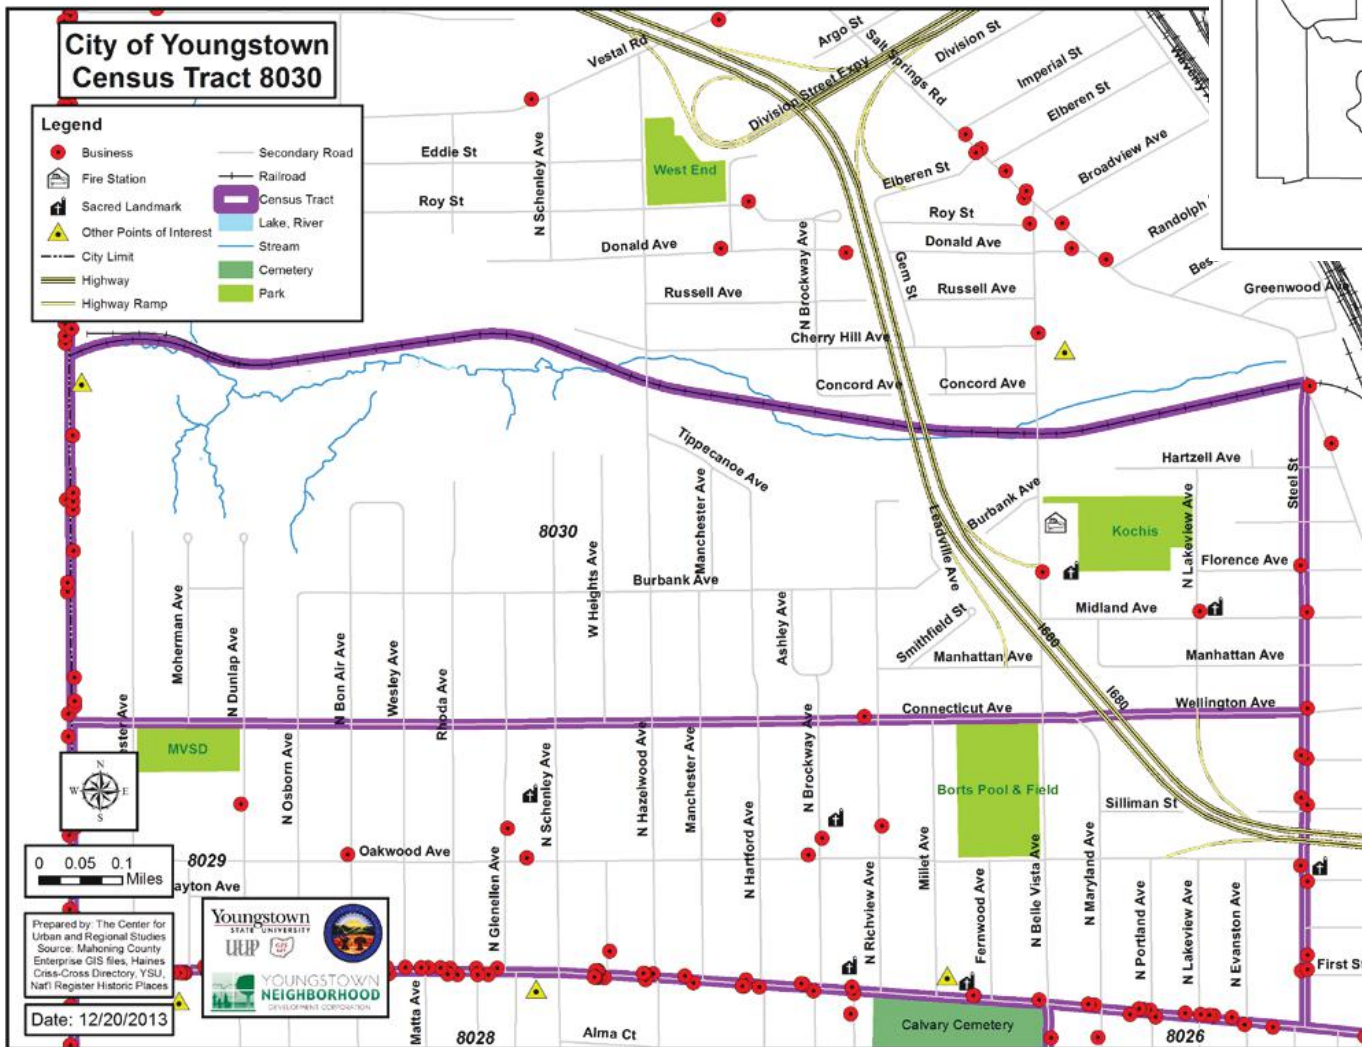 City of Youngstown
Census Tract 8030
Legend
Business
Fire Station
Sacred Landmark
Other Points of Interest
City Limit
Highway
Highway Ramp
Secondary Road
Railroad
Census Tract
Lake, River
Stream
Cemetery
Park
Vestal Rd
Argo St
Salt Springs Rd
Division St
Imperial St
Division Street Expy
Elberen St
Broadview Ave
Eddie St
N Schenley Ave
West End
Elberen St
Roy St
Roy St
Randolph
Donald Ave
N Brockway Ave
Gem St
Donald Ave
Russell Ave
Russell Ave
Greenwood Ave
Cherry Hill Ave
Concord Ave
Concord Ave
Tippecanoe Ave
Hartzell Ave
Steel St
Manchester Ave
Burbank Ave
Leadville Ave
N Lakeview Ave
Kochis
8030
W Heights Ave
Florence Ave
Burbank Ave
Moherman Ave
N Dunlap Ave
N Bon Air Ave
Wesley Ave
Rhoda Ave
Ashley Ave
Smithfield St
Midland Ave
I680
Manhattan Ave
Manhattan Ave
I680
Connecticut Ave
Wellington Ave
ester Ave
MVSD
N Osborn Ave
N Schenley Ave
N Hazelwood Ave
Manchester Ave
N Brockway Ave
Borts Pool & Field
Silliman St
N
W E
S
0 0.05 0.1
Miles
8029
Oakwood Ave
N Hartford Ave
Millet Ave
N Belle Vista Ave
N Maryland Ave
ayton Ave
N Glenellen Ave
N Richview Ave
Fernwood Ave
N Portland Ave
N Lakeview Ave
N Evanston Ave
First St
Prepared by: The Center for
Urban and Regional Studies
Source: Mahoning County
Enterprise GIS files, Haines
Criss-Cross Directory, YSU,
Nat'l Register Historic Places
Youngstown
STATE UNIVERSITY
YOUNGSTOWN
NEIGHBORHOOD
DEVELOPMENT CORPORATION
Date: 12/20/2013
Matta Ave
8028
Alma Ct
Calvary Cemetery
8026